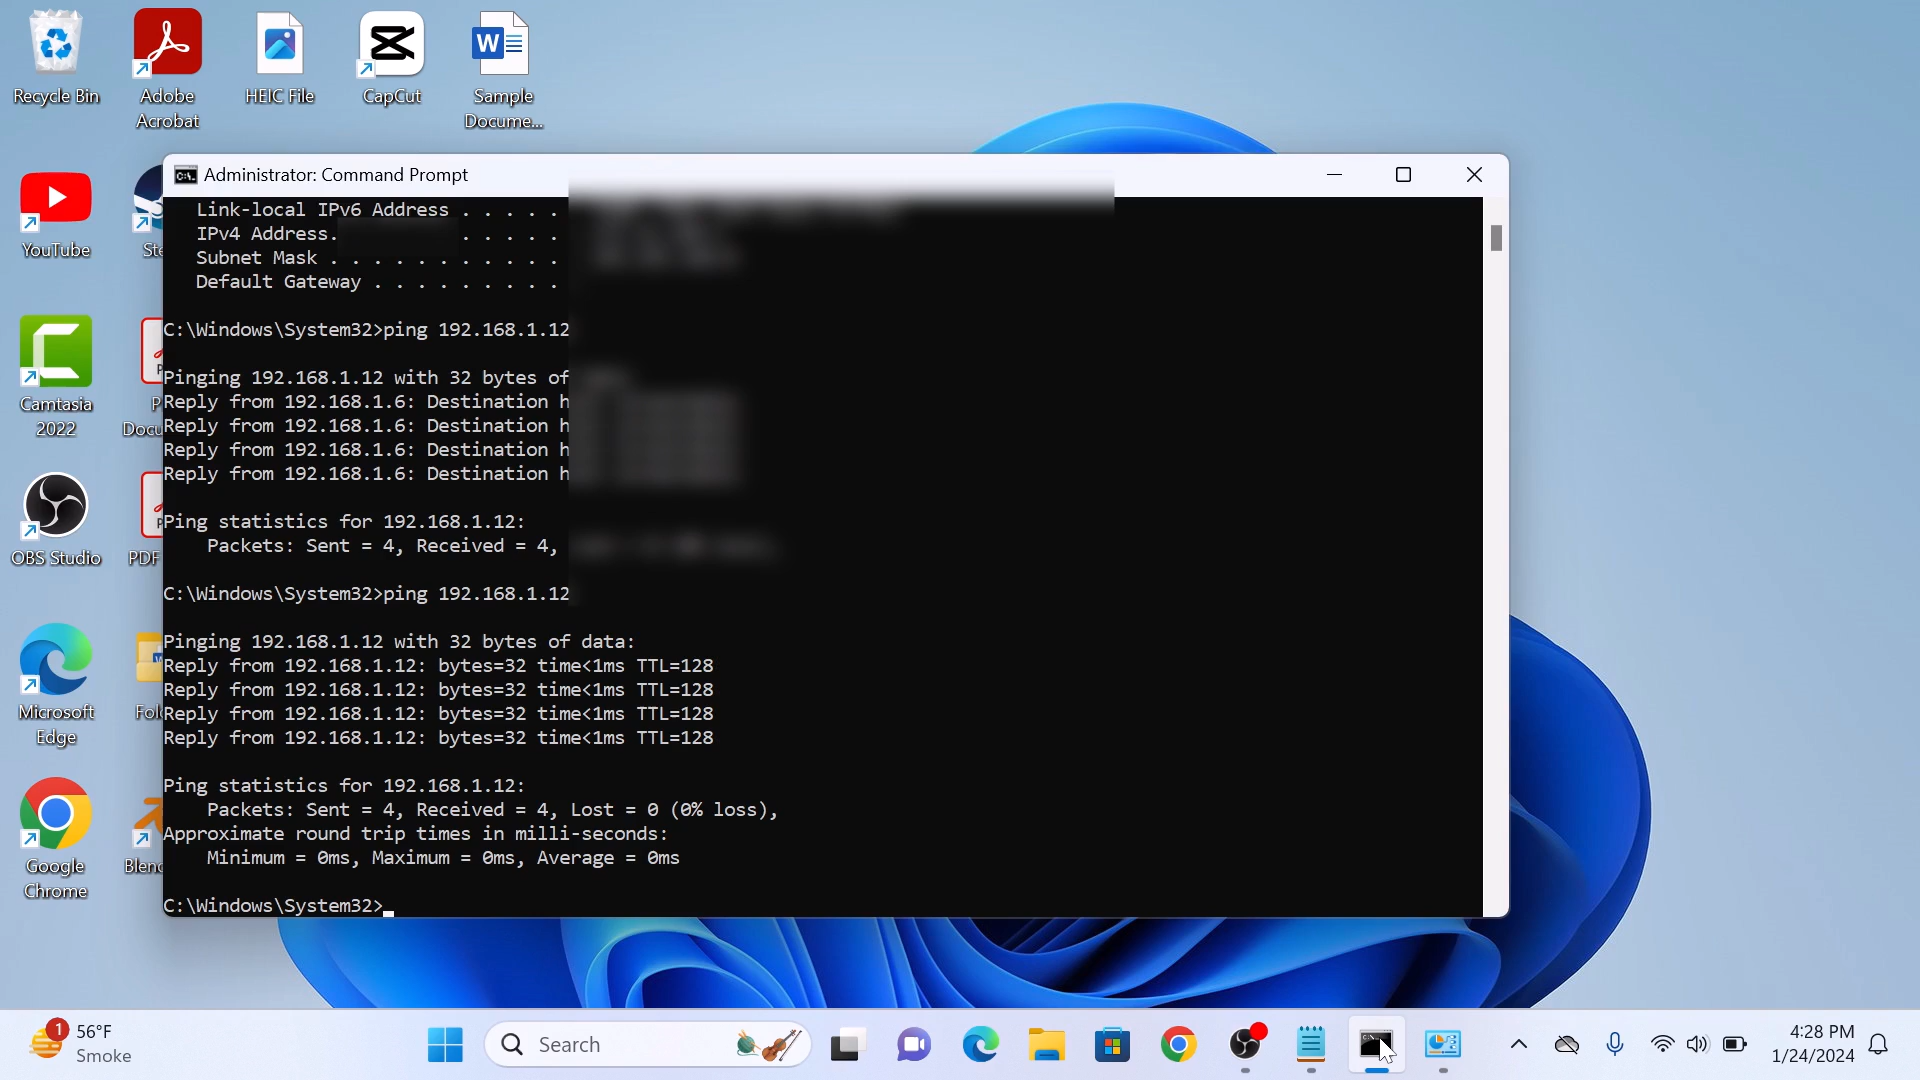 Recycle Bin
Adobe
Acrobat
HEIC File
CapCut
Sample
Docume...
YouTube
Ste
Camtasia
2022
P
Docu
OBS Studio
PDF
Microsoft
Edge
Fol
Google
Chrome
Blend
Administrator: Command Prompt
Link-local IPv6 Address . . . . .
IPv4 Address. . . . . .
Subnet Mask . . . . . . . . . . .
Default Gateway . . . . . . . . .
C:\Windows\System32>ping 192.168.1.12
Pinging 192.168.1.12 with 32 bytes of
Reply from 192.168.1.6: Destination h
Reply from 192.168.1.6: Destination h
Reply from 192.168.1.6: Destination h
Reply from 192.168.1.6: Destination h
Ping statistics for 192.168.1.12:
Packets: Sent = 4, Received = 4,
C:\Windows\System32>ping 192.168.1.12
Pinging 192.168.1.12 with 32 bytes of data:
Reply from 192.168.1.12: bytes=32 time<1ms TTL=128
Reply from 192.168.1.12: bytes=32 time<1ms TTL=128
Reply from 192.168.1.12: bytes=32 time<1ms TTL=128
Reply from 192.168.1.12: bytes=32 time<1ms TTL=128
Ping statistics for 192.168.1.12:
Packets: Sent = 4, Received = 4, Lost = 0 (0% loss),
Approximate round trip times in milli-seconds:
Minimum = 0ms, Maximum = 0ms, Average = 0ms
C:\Windows\System32>
1
56°F
Smoke
Search
4:28 PM
1/24/2024